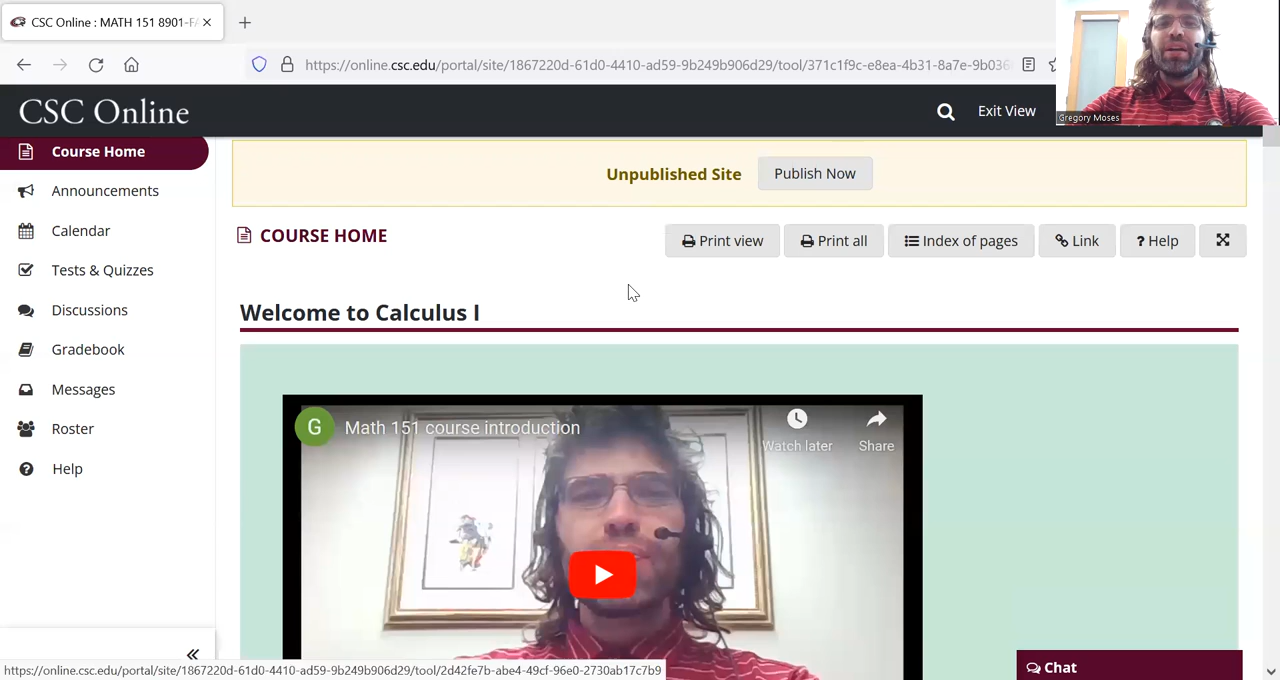 CSC Online : MATH 151 8901-FA
https://online.csc.edu/portal/site/1867220d-61d0-4410-ad59-9b249b906d29/tool/371c1f9c-e8ea-4b31-8a7e-9b036
Gregory Moses
CSC Online
Exit View
Course Home
Announcements
Calendar
Tests & Quizzes
Discussions
Gradebook
Messages
Roster
Help
Unpublished Site Publish Now
COURSE HOME
Print view Print all Index of pages Link ? Help
Welcome to Calculus I
G Math 151 course introduction
Watch later Share
Chat
https://online.csc.edu/portal/site/1867220d-61d0-4410-ad59-9b249b906d29/tool/2d42fe7b-abe4-49cf-96e0-2730ab17c7b9